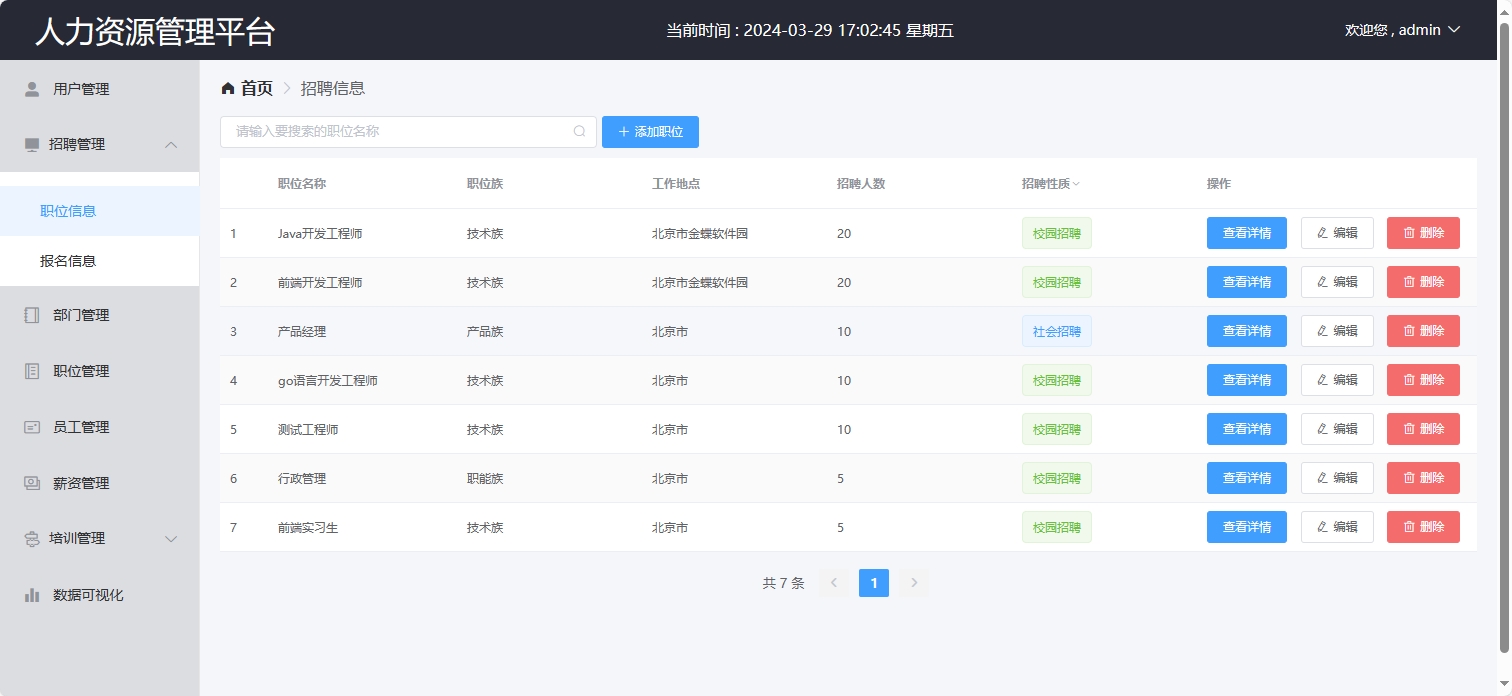 人力资源管理平台
当前时间 : 2024-03-29 17:02:45 星期五
欢迎您 , admin
用户管理
招聘管理
职位信息
报名信息
部门管理
职位管理
员工管理
薪资管理
培训管理
数据可视化
首页 招聘信息
请输入要搜索的职位名称
添加职位
职位名称 职位族 工作地点 招聘人数 招聘性质 操作
1 Java开发工程师 技术族 北京市金蝶软件园 20 校园招聘 查看详情 编辑 删除
2 前端开发工程师 技术族 北京市金蝶软件园 20 校园招聘 查看详情 编辑 删除
3 产品经理 产品族 北京市 10 社会招聘 查看详情 编辑 删除
4 go语言开发工程师 技术族 北京市 10 校园招聘 查看详情 编辑 删除
5 测试工程师 技术族 北京市 10 校园招聘 查看详情 编辑 删除
6 行政管理 职能族 北京市 5 校园招聘 查看详情 编辑 删除
7 前端实习生 技术族 北京市 5 校园招聘 查看详情 编辑 删除
共 7 条 1